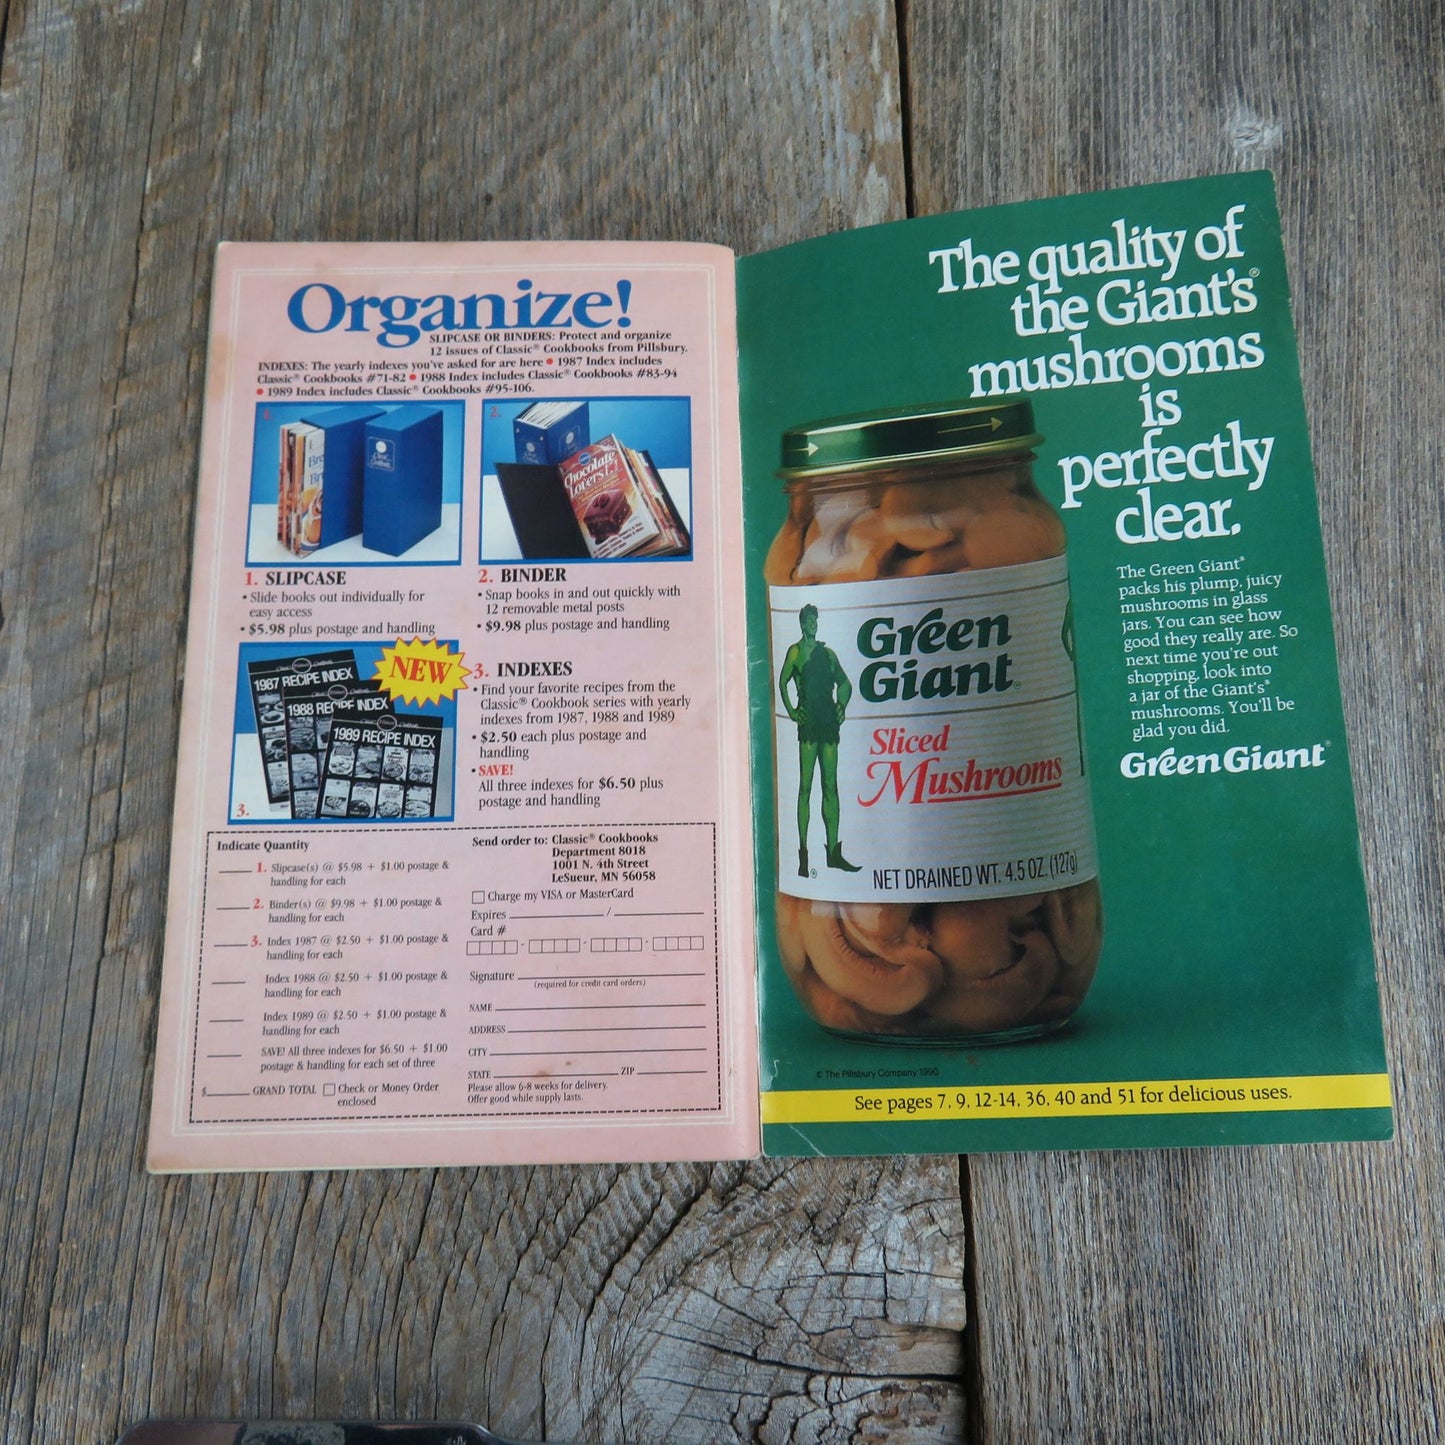 Organize!
SLIPCASE OR BINDERS: Protect and organize
12 issues of Classic® Cookbooks from Pillsbury.
INDEXES: The yearly indexes you've asked for are here • 1987 Index includes
Classic® Cookbooks #71-82 • 1988 Index includes Classic® Cookbooks #83-94
• 1989 Index includes Classic® Cookbooks #95-106.
1.
2.
Chocolate
Lovers
1. SLIPCASE
• Slide books out individually for
easy access
• $5.98 plus postage and handling
2. BINDER
• Snap books in and out quickly with
12 removable metal posts
• $9.98 plus postage and handling
NEW
1987 RECIPE INDEX
1988 RECIPE INDEX
1989 RECIPE INDEX
3.
3. INDEXES
• Find your favorite recipes from the
Classic® Cookbook series with yearly
indexes from 1987, 1988 and 1989
• $2.50 each plus postage and
handling
• SAVE!
All three indexes for $6.50 plus
postage and handling
Indicate Quantity
1. Slipcase(s) @ $5.98 + $1.00 postage &
handling for each
2. Binder(s) @ $9.98 + $1.00 postage &
handling for each
3. Index 1987 @ $2.50 + $1.00 postage &
handling for each
Index 1988 @ $2.50 + $1.00 postage &
handling for each
Index 1989 @ $2.50 + $1.00 postage &
handling for each
SAVE! All three indexes for $6.50 + $1.00
postage & handling for each set of three
$ GRAND TOTAL Check or Money Order
enclosed
Send order to: Classic® Cookbooks
Department 8018
1001 N. 4th Street
LeSueur, MN 56058
Charge my VISA or MasterCard
Expires /
Card #
Signature
(required for credit card orders)
NAME
ADDRESS
CITY
STATE ZIP
Please allow 6-8 weeks for delivery.
Offer good while supply lasts.
The quality of
the Giant's®
mushrooms
is
perfectly
clear.
The Green Giant®
packs his plump, juicy
mushrooms in glass
jars. You can see how
good they really are. So
next time you're out
shopping, look into
a jar of the Giant's®
mushrooms. You'll be
glad you did.
Green Giant®
Green
Giant®
Sliced
Mushrooms
NET DRAINED WT. 4.5 OZ. (127g)
© The Pillsbury Company 1990
See pages 7, 9, 12-14, 36, 40 and 51 for delicious uses.